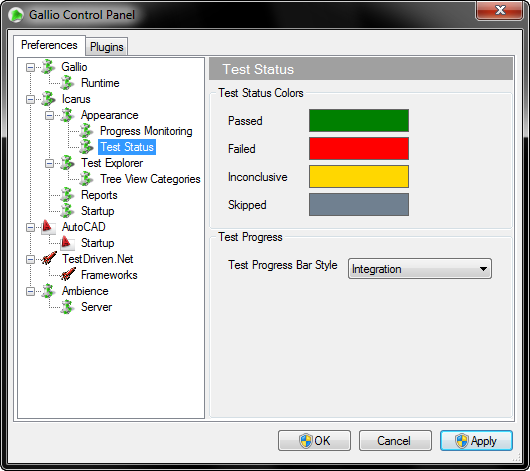 Gallio Control Panel
Preferences
Plugins
Gallio
Runtime
Icarus
Appearance
Progress Monitoring
Test Status
Test Explorer
Tree View Categories
Reports
Startup
AutoCAD
Startup
TestDriven.Net
Frameworks
Ambience
Server
Test Status
Test Status Colors
Passed
Failed
Inconclusive
Skipped
Test Progress
Test Progress Bar Style Integration
OK
Cancel
Apply